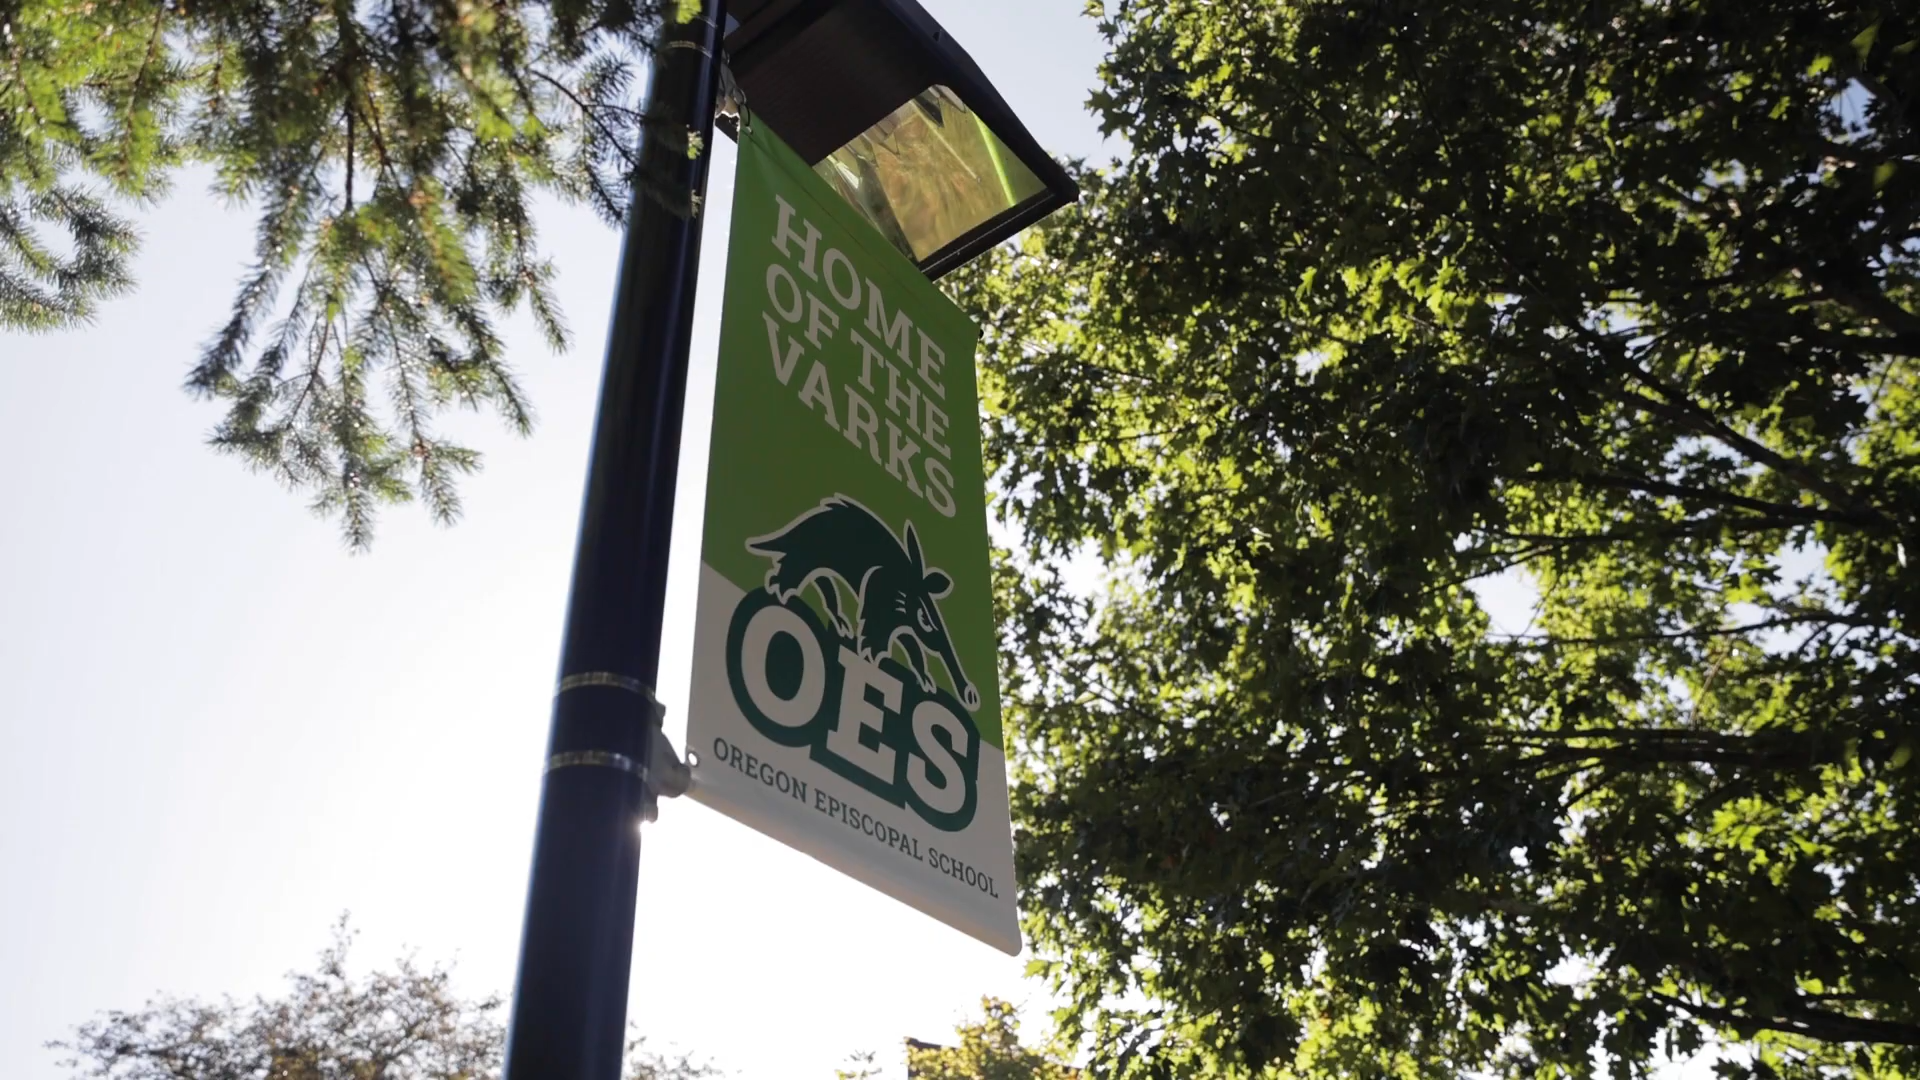 HOME
OF THE
VARKS
OES
OREGON EPISCOPAL SCHOOL